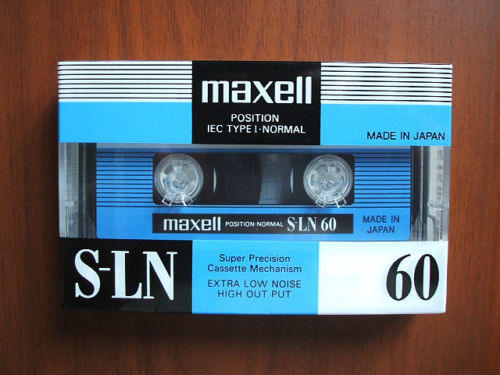 maxell
POSITION
IEC TYPE I·NORMAL
MADE IN JAPAN
maxell POSITION·NORMAL S-LN 60
MADE IN
JAPAN
S-LN
Super Precision
Cassette Mechanism
EXTRA LOW NOISE
HIGH OUT PUT
60